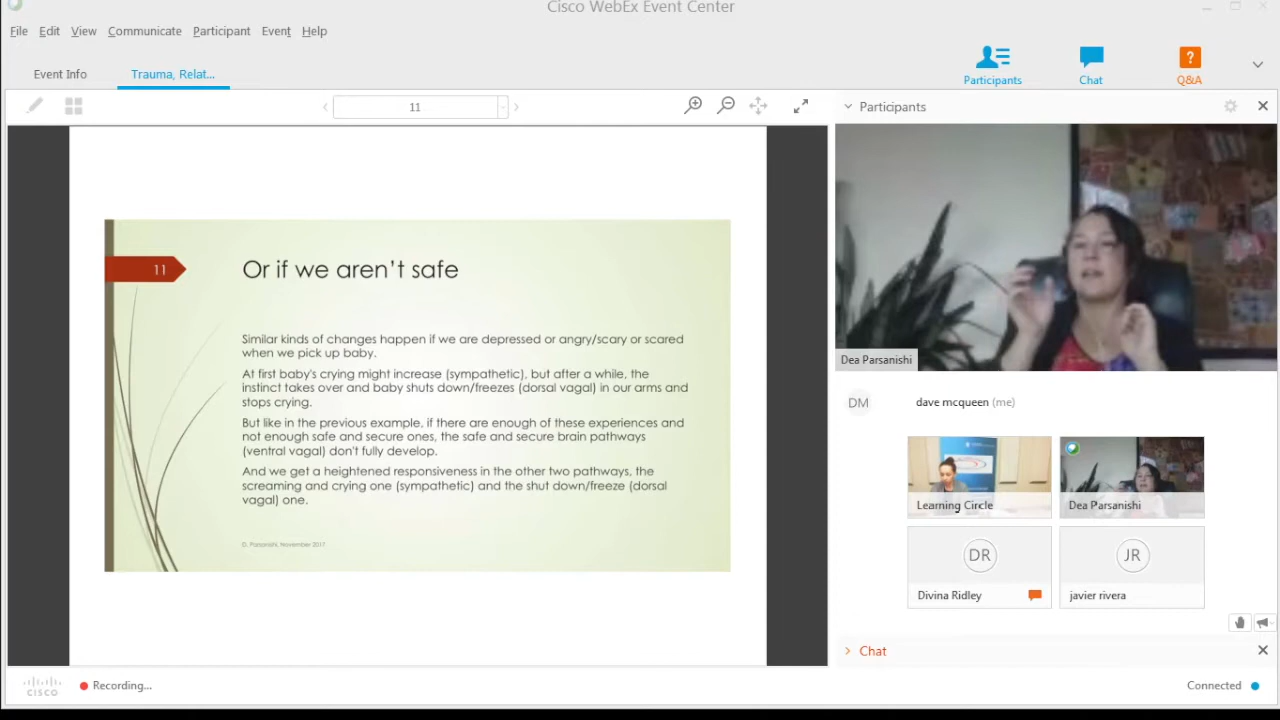 Cisco WebEx Event Center
File Edit View Communicate Participant Event Help
Event Info
Trauma, Relat...
Participants
Chat
?
Q&A
11
Participants
11
Or if we aren't safe
Similar kinds of changes happen if we are depressed or angry/scary or scared
when we pick up baby.
At first baby's crying might increase (sympathetic), but after a while, the
instinct takes over and baby shuts down/freezes (dorsal vagal) in our arms and
stops crying.
But like in the previous example, if there are enough of these experiences and
not enough safe and secure ones, the safe and secure brain pathways
(ventral vagal) don't fully develop.
And we get a heightened responsiveness in the other two pathways, the
screaming and crying one (sympathetic) and the shut down/freeze (dorsal
vagal) one.
D. Parsanishi, November 2017
Dea Parsanishi
DM
dave mcqueen (me)
Learning Circle
Dea Parsanishi
DR
Divina Ridley
JR
javier rivera
Chat
cisco
Recording...
Connected